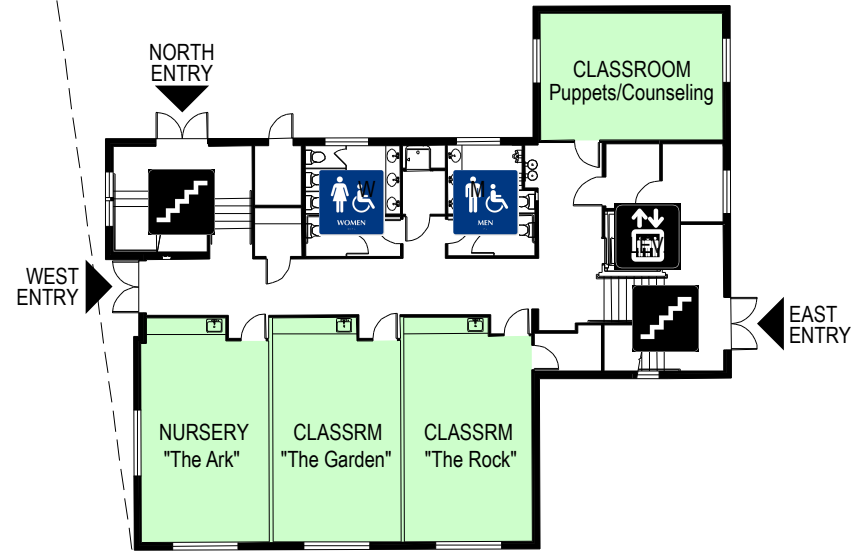 NORTH
ENTRY
CLASSROOM
Puppets/Counseling
W
WOMEN
M
MEN
WEST
ENTRY
EAST
ENTRY
NURSERY
"The Ark"
CLASSRM
"The Garden"
CLASSRM
"The Rock"